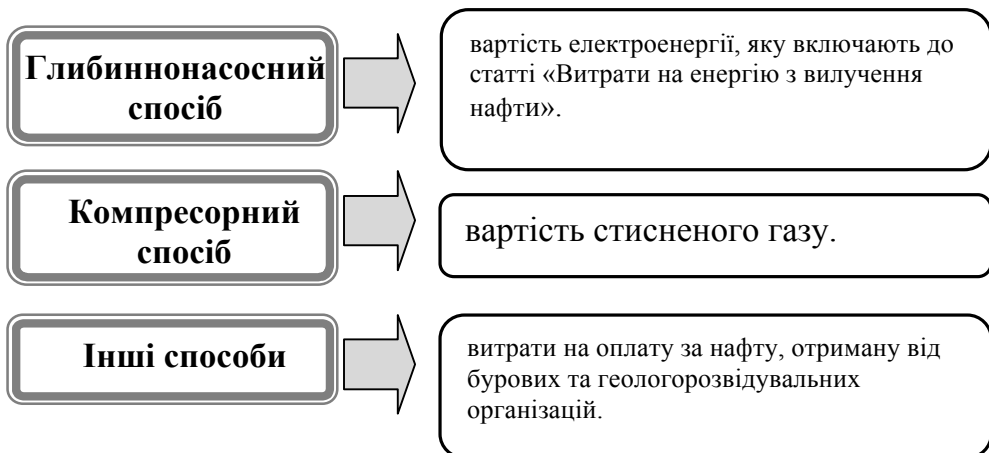 Глибиннонасосний
спосіб
вартість електроенергії, яку включають до
статті «Витрати на енергію з вилучення
нафти».
Компресорний
спосіб
вартість стисненого газу.
Інші способи
витрати на оплату за нафту, отриману від
бурових та геологорозвідувальних
організацій.